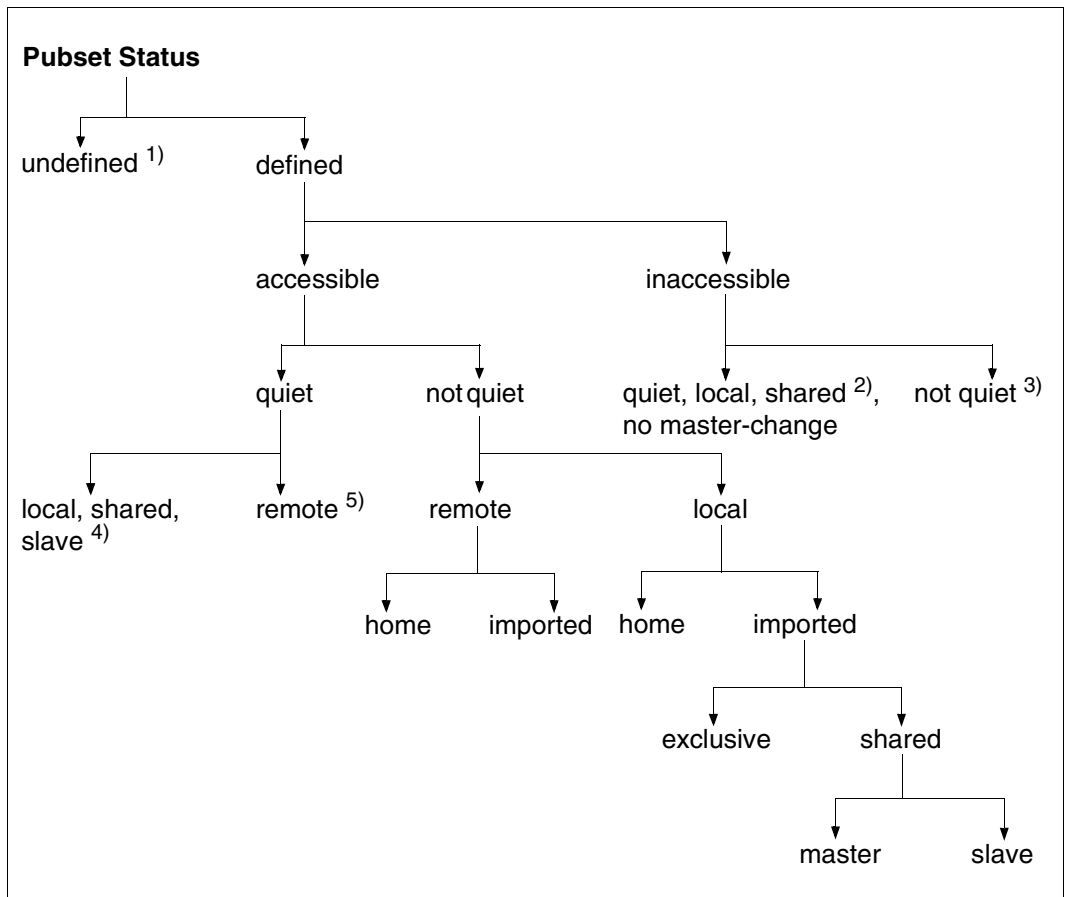 Pubset Status
undefined 1)
defined
accessible
inaccessible
quiet
not quiet
quiet, local, shared 2),
no master-change
not quiet 3)
local, shared,
slave 4)
remote 5)
remote
local
home
imported
home
imported
exclusive
shared
master
slave